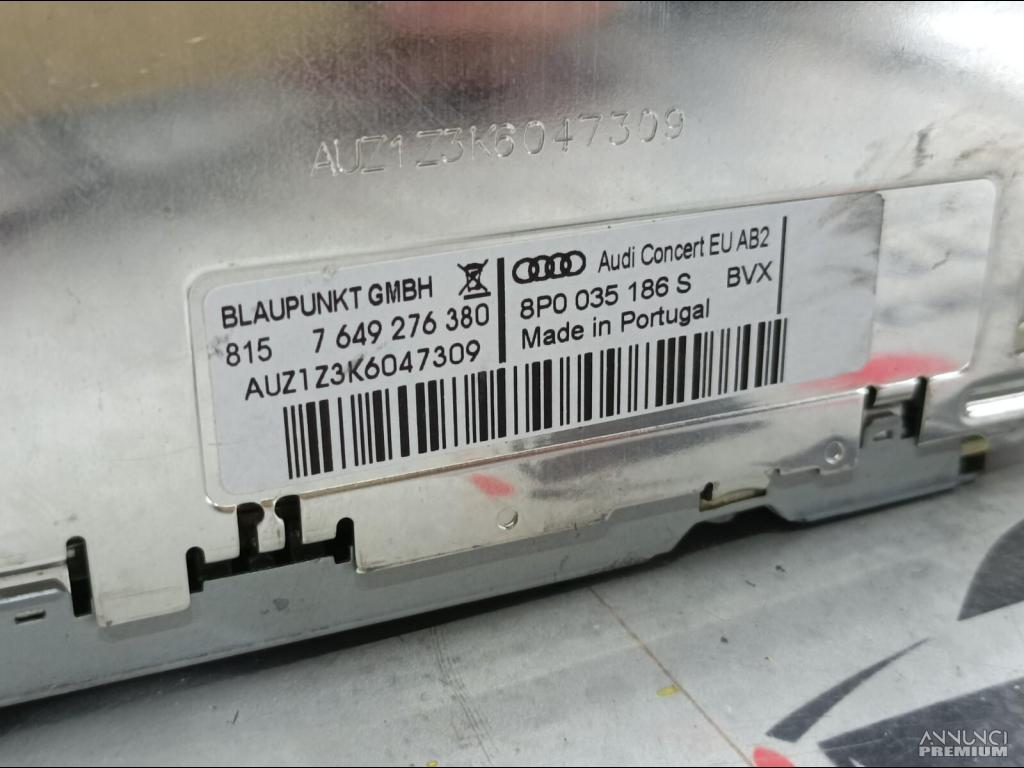 AUZ1Z3K6047309
BLAUPUNKT GMBH
815 7 649 276 380
AUZ1Z3K6047309
Audi Concert EU AB2
8P0 035 186 S BVX
Made in Portugal
ANNUNCI
PREMIUM